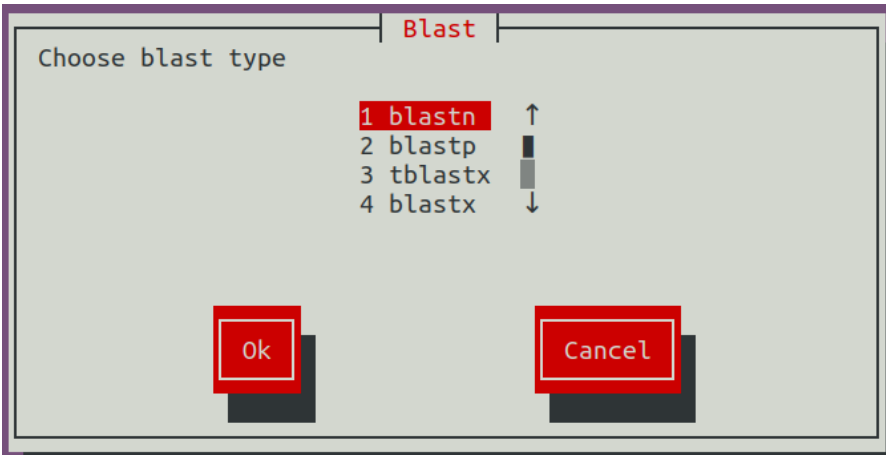 Blast
Choose blast type
1 blastn ↑
2 blastp
3 tblastx
4 blastx ↓
Ok Cancel